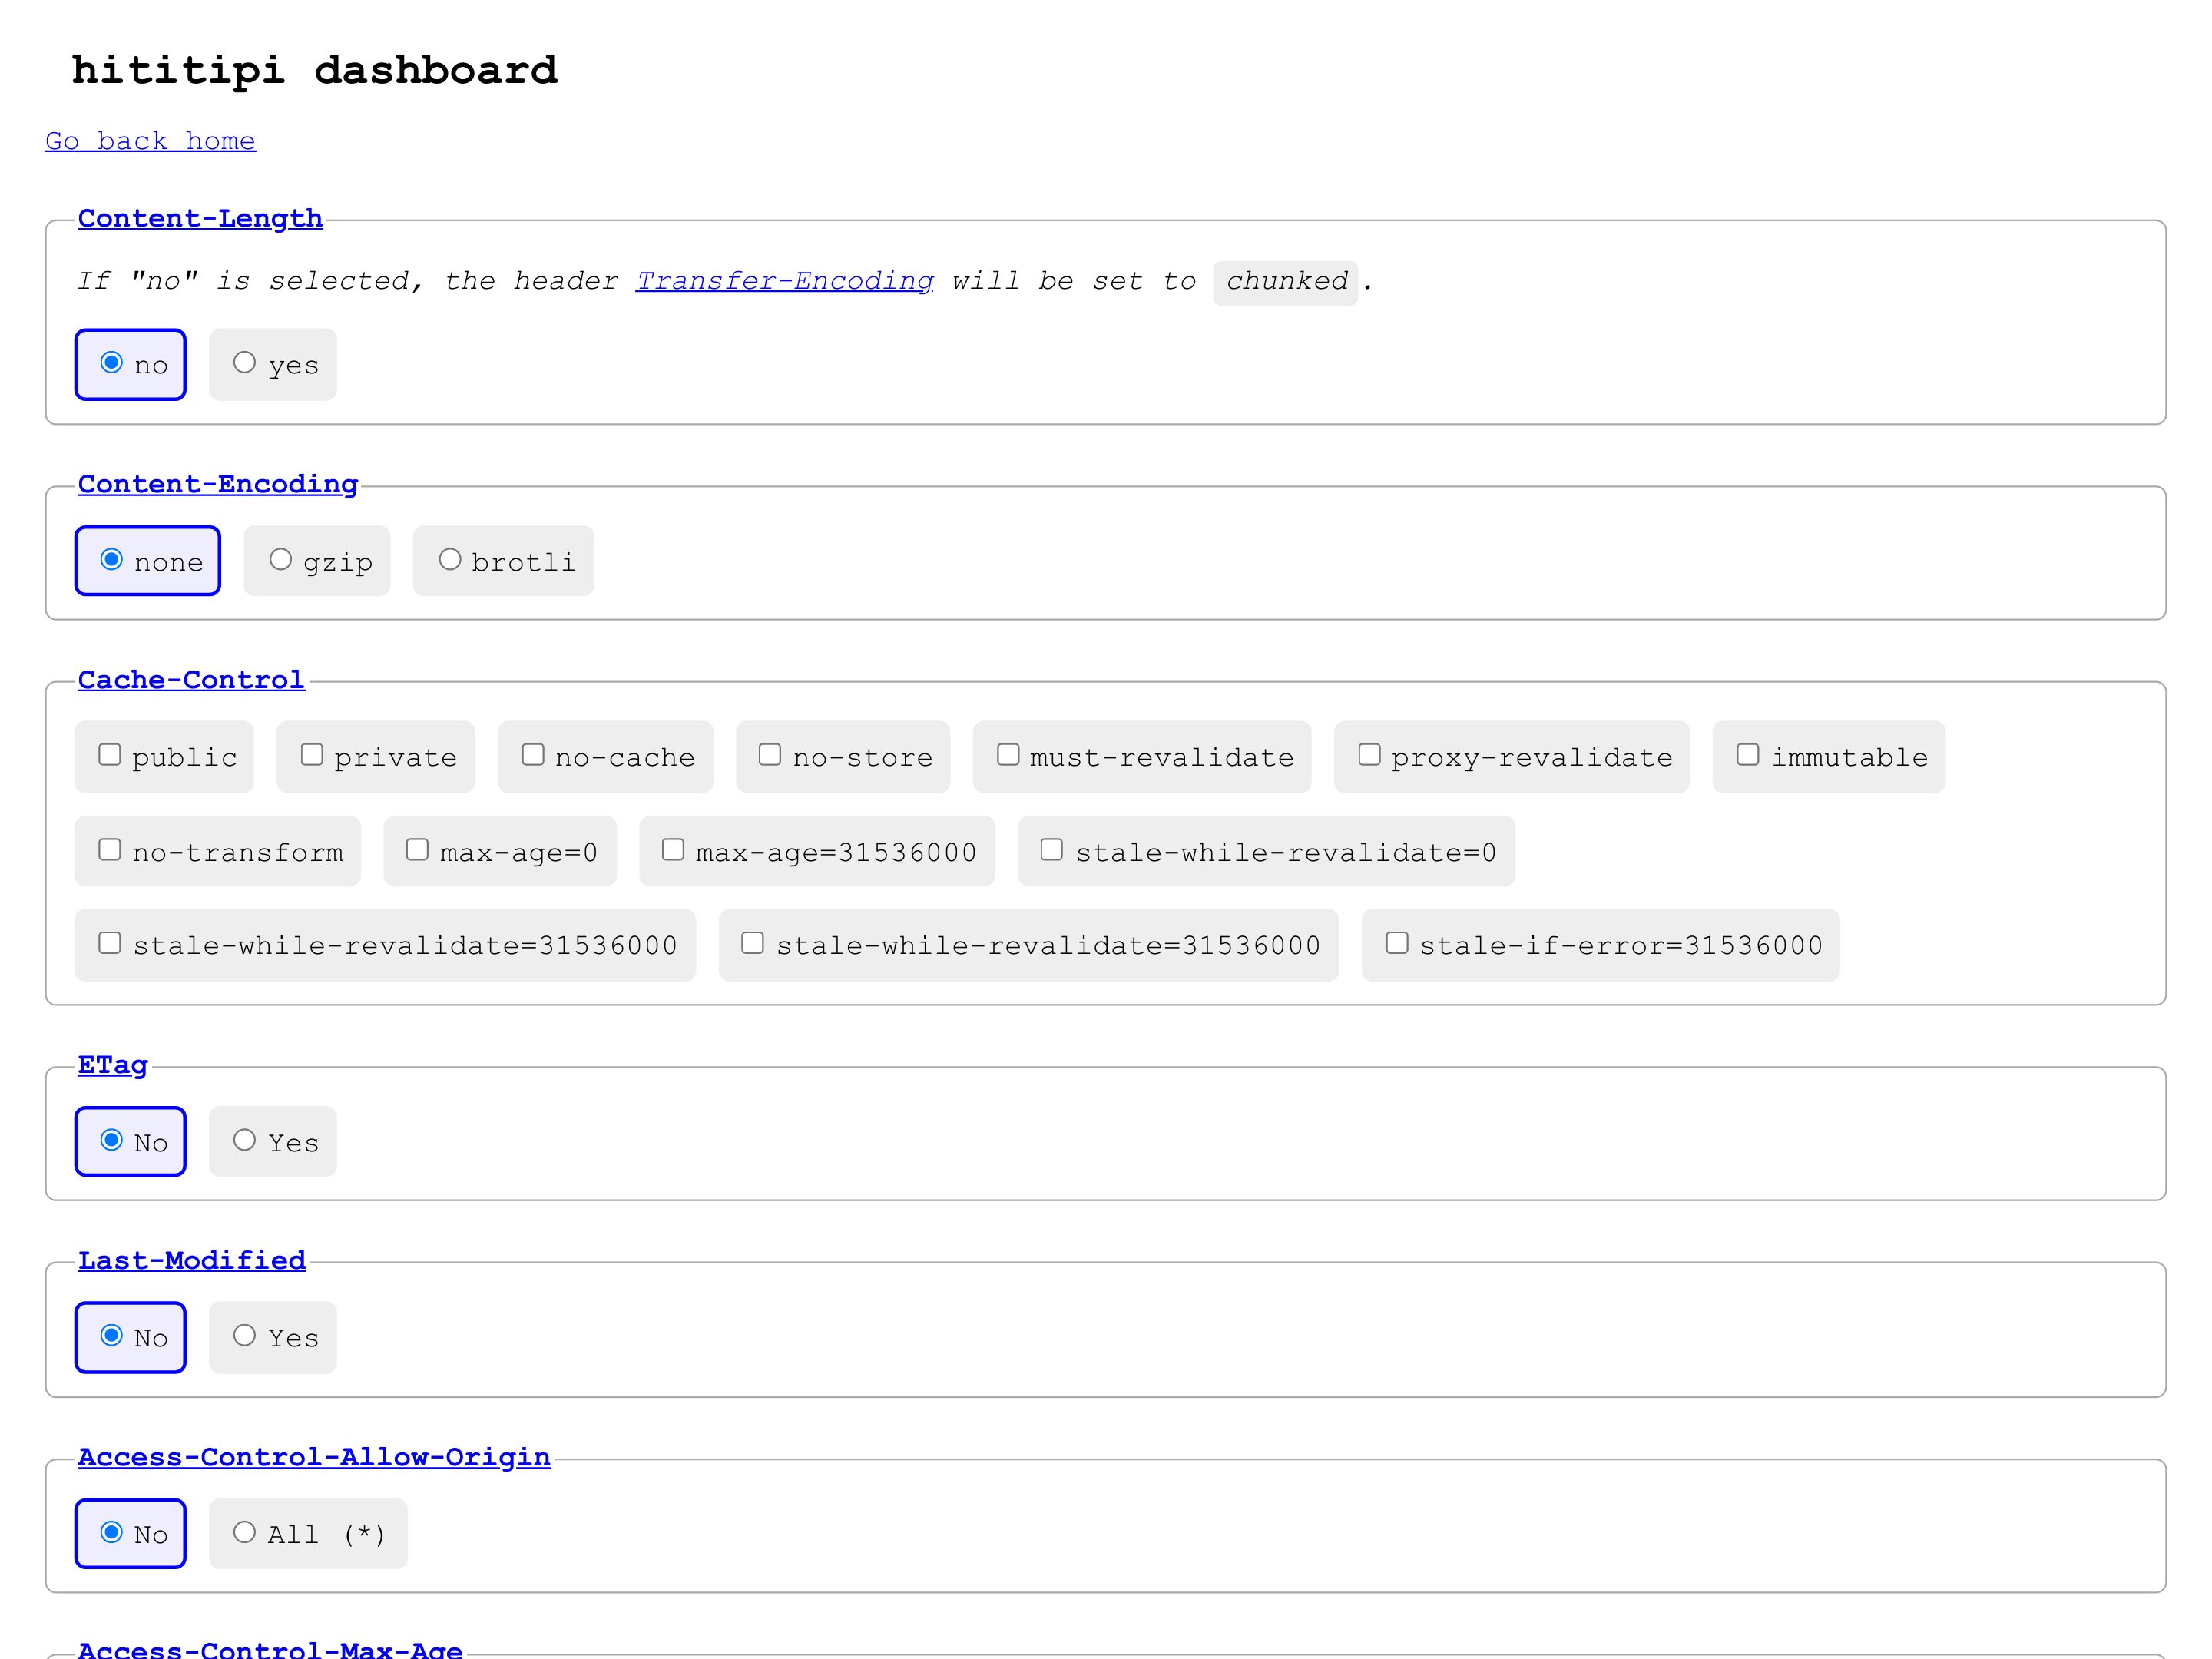 hititipi dashboard
Go back home
Content-Length
If "no" is selected, the header Transfer-Encoding will be set to chunked.
no yes
Content-Encoding
none gzip brotli
Cache-Control
public private no-cache no-store must-revalidate proxy-revalidate immutable
no-transform max-age=0 max-age=31536000 stale-while-revalidate=0
stale-while-revalidate=31536000 stale-while-revalidate=31536000 stale-if-error=31536000
ETag
No Yes
Last-Modified
No Yes
Access-Control-Allow-Origin
No All (*)
Access-Control-Max-Age